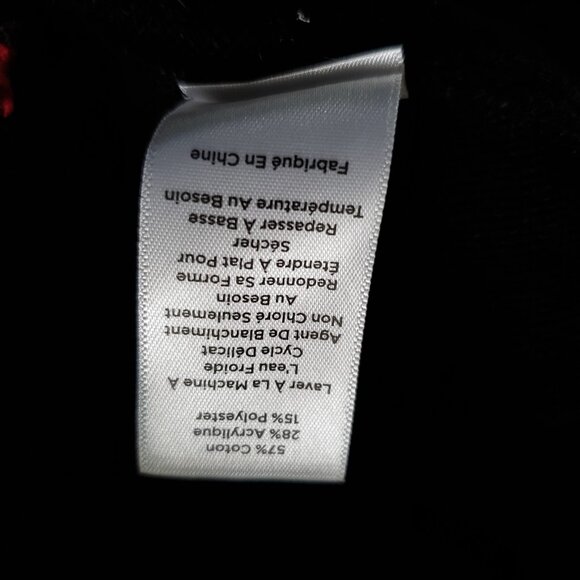 57% Coton
28% Acryllique
15% Polyester
Laver À La Machine À
L'eau Froide
Cycle Délicat
Agent De Blanchiment
Non Chloré Seulement
Au Besoin
Redonner Sa Forme
Étendre À Plat Pour
Sécher
Repasser À Basse
Température Au Besoin
Fabriqué En Chine